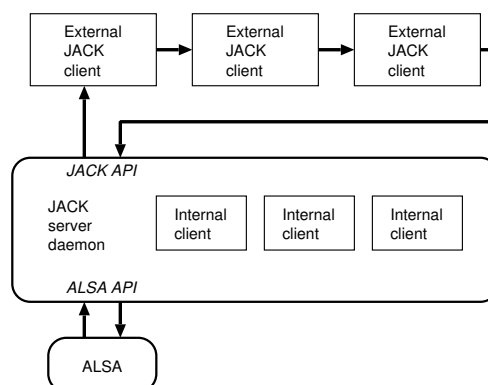 External
JACK
client
External
JACK
client
External
JACK
client
JACK API
JACK
server
daemon
Internal
client
Internal
client
Internal
client
ALSA API
ALSA